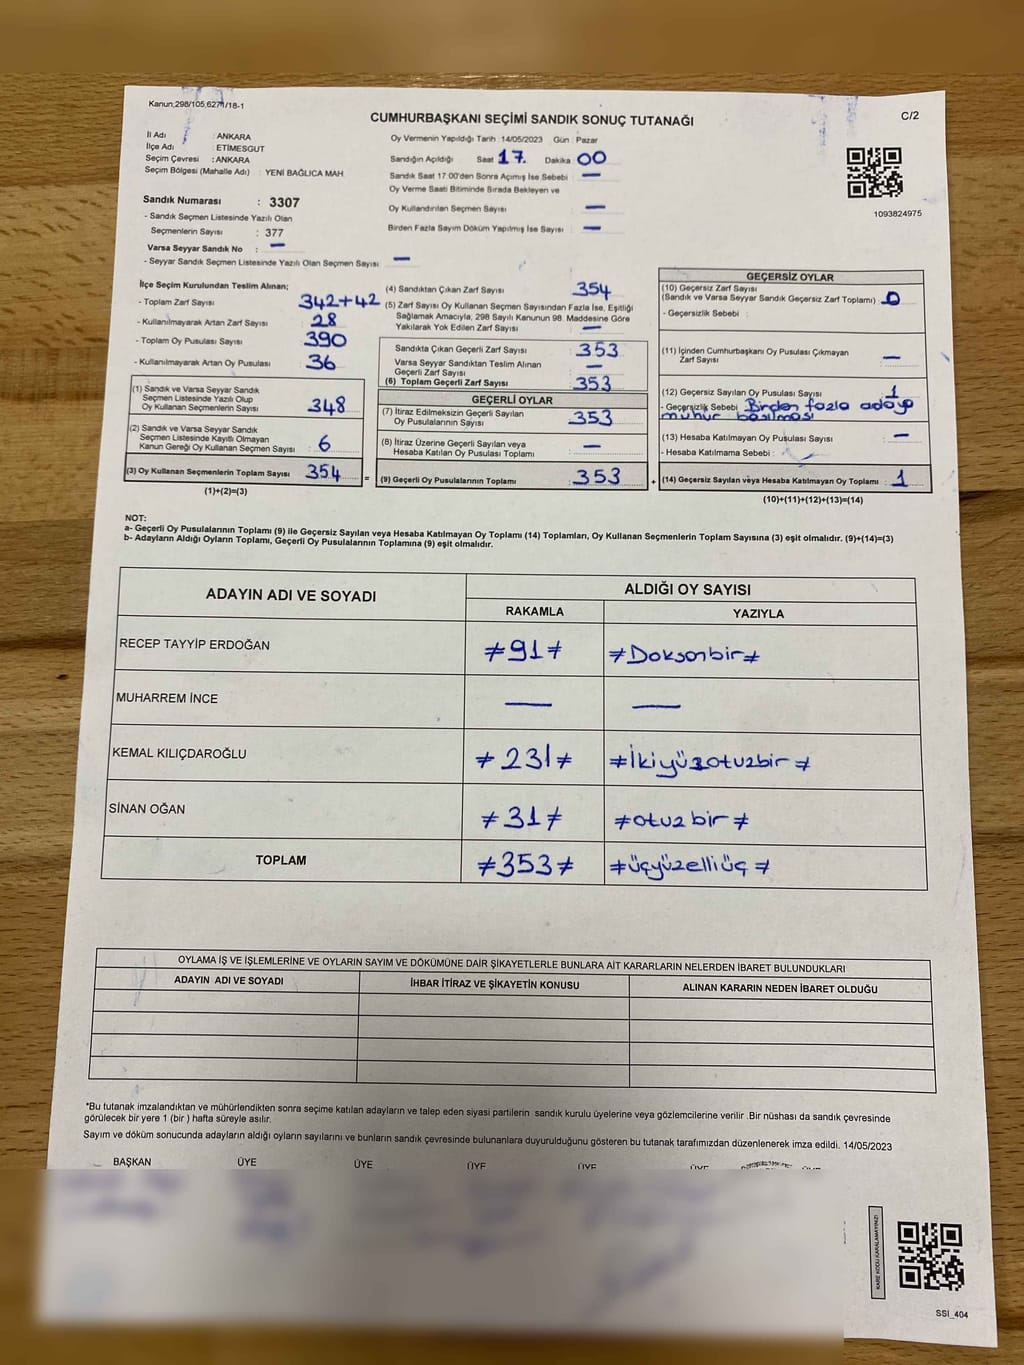 Kanun;298/105,6271/18-1
CUMHURBAŞKANI SEÇİMİ SANDIK SONUÇ TUTANAĞI
C/2
İl Adı : ANKARA
İlçe Adı : ETİMESGUT
Seçim Çevresi : ANKARA
Seçim Bölgesi (Mahalle Adı) : YENİ BAĞLICA MAH.
Sandık Numarası : 3307
- Sandık Seçmen Listesinde Yazılı Olan
Seçmenlerin Sayısı : 377
Varsa Seyyar Sandık No : —
- Seyyar Sandık Seçmen Listesinde Yazılı Olan Seçmen Sayısı : —
Oy Vermenin Yapıldığı Tarih :14/05/2023 Gün : Pazar
Sandığın Açıldığı Saat 17. Dakika 00
Sandık Saat 17:00'den Sonra Açımış İse Sebebi : —
Oy Verme Saati Bitiminde Sırada Bekleyen ve
Oy Kullandırılan Seçmen Sayısı : —
Birden Fazla Sayım Döküm Yapılmış İse Sayısı : —
1093824975
İlçe Seçim Kurulundan Teslim Alınan;
- Toplam Zarf Sayısı : 342+42
- Kullanılmayarak Artan Zarf Sayısı : 28
- Toplam Oy Pusulası Sayısı : 390
- Kullanılmayarak Artan Oy Pusulası : 36
(1) Sandık ve Varsa Seyyar Sandık
Seçmen Listesinde Yazılı Olup
Oy Kullanan Seçmenlerin Sayısı : 348
(2) Sandık ve Varsa Seyyar Sandık
Seçmen Listesinde Kayıtlı Olmayan
Kanun Gereği Oy Kullanan Seçmen Sayısı : 6
(3) Oy Kullanan Seçmenlerin Toplam Sayısı : 354
(1)+(2)=(3)
(4) Sandıktan Çıkan Zarf Sayısı : 354
(5) Zarf Sayısı Oy Kullanan Seçmen Sayısından Fazla İse, Eşitliği
Sağlamak Amacıyla, 298 Sayılı Kanunun 98. Maddesine Göre
Yakılarak Yok Edilen Zarf Sayısı : —
Sandıkta Çıkan Geçerli Zarf Sayısı : 353
Varsa Seyyar Sandıktan Teslim Alınan
Geçerli Zarf Sayısı : —
(6) Toplam Geçerli Zarf Sayısı : 353
GEÇERLİ OYLAR
(7) İtiraz Edilmeksizin Geçerli Sayılan
Oy Pusulalarının Sayısı : 353
(8) İtiraz Üzerine Geçerli Sayılan veya
Hesaba Katılan Oy Pusulası Toplamı : —
= (9) Geçerli Oy Pusulalarının Toplamı : 353
GEÇERSİZ OYLAR
(10) Geçersiz Zarf Sayısı
(Sandık ve Varsa Seyyar Sandık Geçersiz Zarf Toplamı) : 0
- Geçersizlik Sebebi :
(11) İçinden Cumhurbaşkanı Oy Pusulası Çıkmayan
Zarf Sayısı : —
(12) Geçersiz Sayılan Oy Pusulası Sayısı : 1
- Geçersizlik Sebebi Birden fazla adaya
mühür basılması
(13) Hesaba Katılmayan Oy Pusulası Sayısı : —
- Hesaba Katılmama Sebebi :
+ (14) Geçersiz Sayılan veya Hesaba Katılmayan Oy Toplamı : 1
(10)+(11)+(12)+(13)=(14)
NOT:
a- Geçerli Oy Pusulalarının Toplamı (9) ile Geçersiz Sayılan veya Hesaba Katılmayan Oy Toplamı (14) Toplamları, Oy Kullanan Seçmenlerin Toplam Sayısına (3) eşit olmalıdır. (9)+(14)=(3)
b- Adayların Aldığı Oyların Toplamı, Geçerli Oy Pusulalarının Toplamına (9) eşit olmalıdır.
ADAYIN ADI VE SOYADI
ALDIĞI OY SAYISI
RAKAMLA YAZIYLA
RECEP TAYYİP ERDOĞAN ≠91≠ ≠Doksanbir≠
MUHARREM İNCE — —
KEMAL KILIÇDAROĞLU ≠231≠ ≠İkiyüzotuzbir≠
SİNAN OĞAN ≠31≠ ≠otuzbir≠
TOPLAM ≠353≠ ≠üçyüzelliüç≠
OYLAMA İŞ VE İŞLEMLERİNE VE OYLARIN SAYIM VE DÖKÜMÜNE DAİR ŞİKAYETLERLE BUNLARA AİT KARARLARIN NELERDEN İBARET BULUNDUKLARI
ADAYIN ADI VE SOYADI İHBAR İTİRAZ VE ŞİKAYETİN KONUSU ALINAN KARARIN NEDEN İBARET OLDUĞU
*Bu tutanak imzalandıktan ve mühürlendikten sonra seçime katılan adayların ve talep eden siyasi partilerin sandık kurulu üyelerine veya gözlemcilerine verilir .Bir nüshası da sandık çevresinde
görülecek bir yere 1 (bir ) hafta süreyle asılır.
Sayım ve döküm sonucunda adayların aldığı oyların sayılarını ve bunların sandık çevresinde bulunanlara duyurulduğunu gösteren bu tutanak tarafımızdan düzenlenerek imza edildi. 14/05/2023
BAŞKAN ÜYE ÜYE ÜYE ÜYE ÜYE ÜYE
KARE KODU KARALAMAYINIZ!
SSİ_404